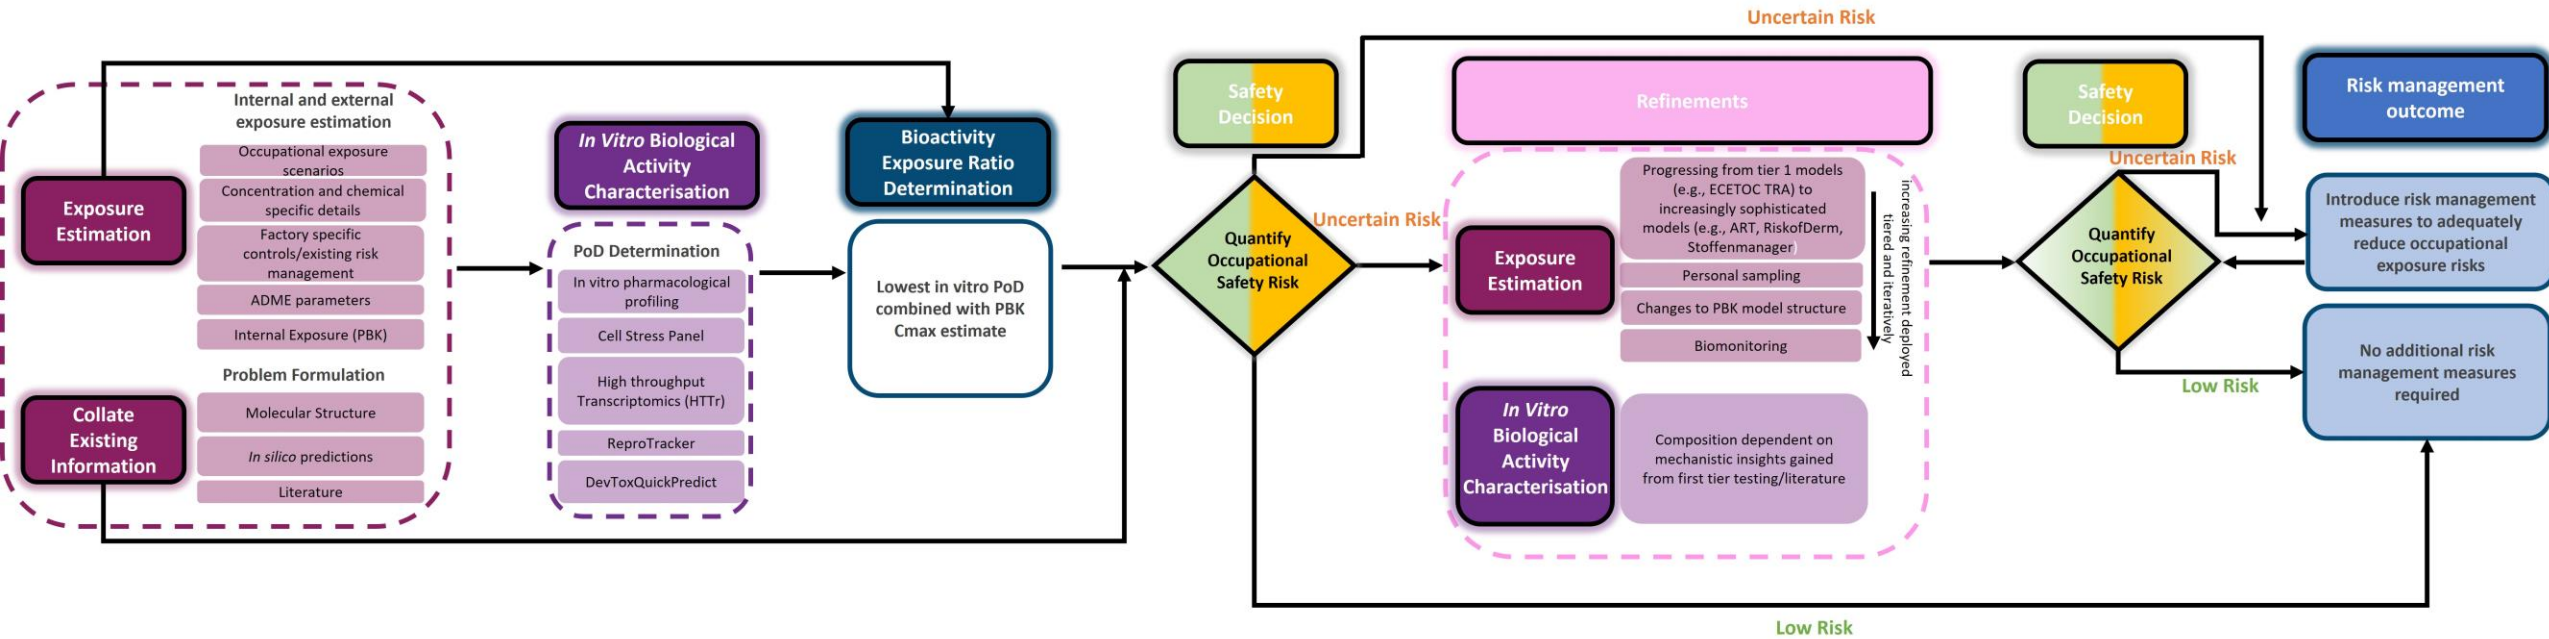 Uncertain Risk
Internal and external
exposure estimation
Exposure
Estimation
Occupational exposure
scenarios
Concentration and chemical
specific details
Factory specific
controls/existing risk
management
ADME parameters
Internal Exposure (PBK)
Collate
Existing
Information
Problem Formulation
Molecular Structure
In silico predictions
Literature
In Vitro Biological
Activity
Characterisation
PoD Determination
In vitro pharmacological
profiling
Cell Stress Panel
High throughput
Transcriptomics (HTTr)
ReproTracker
DevToxQuickPredict
Bioactivity
Exposure Ratio
Determination
Lowest in vitro PoD
combined with PBK
Cmax estimate
Safety
Decision
Quantify
Occupational
Safety Risk
Uncertain Risk
Refinements
Exposure
Estimation
Progressing from tier 1 models
(e.g., ECETOC TRA) to
increasingly sophisticated
models (e.g., ART, RiskofDerm,
Stoffenmanager)
Personal sampling
Changes to PBK model structure
Biomonitoring
increasing refinement deployed
tiered and iteratively
In Vitro
Biological
Activity
Characterisation
Composition dependent on
mechanistic insights gained
from first tier testing/literature
Safety
Decision
Uncertain Risk
Quantify
Occupational
Safety Risk
Low Risk
Risk management
outcome
Introduce risk management
measures to adequately
reduce occupational
exposure risks
No additional risk
management measures
required
Low Risk